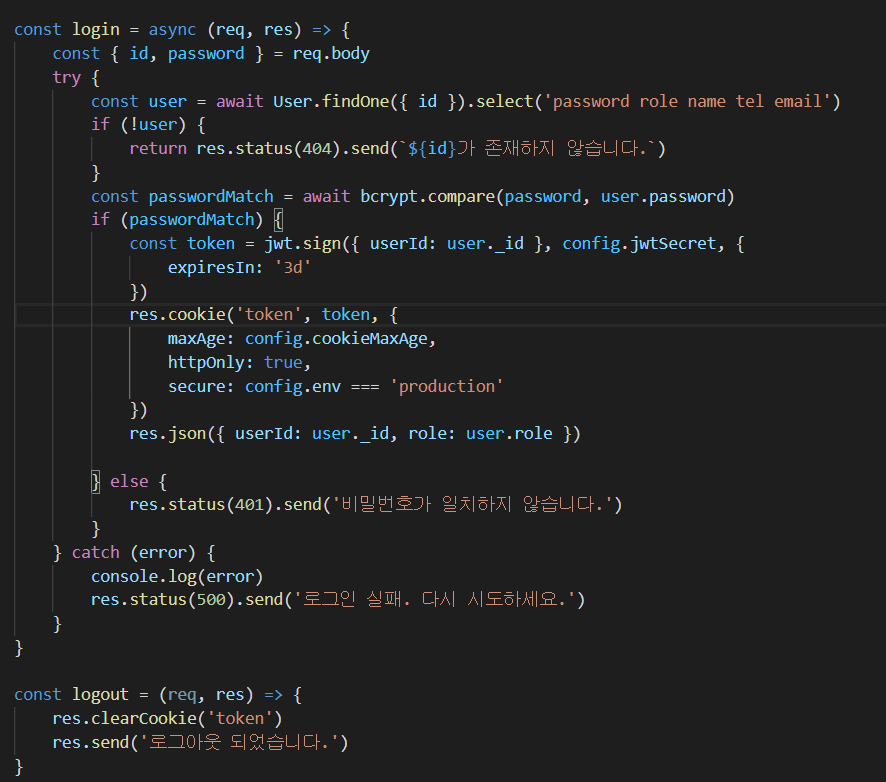 const login = async (req, res) => {
    const { id, password } = req.body
    try {
        const user = await User.findOne({ id }).select('password role name tel email')
        if (!user) {
            return res.status(404).send(`${id}가 존재하지 않습니다.`)
        }
        const passwordMatch = await bcrypt.compare(password, user.password)
        if (passwordMatch) {
            const token = jwt.sign({ userId: user._id }, config.jwtSecret, {
                expiresIn: '3d'
            })
            res.cookie('token', token, {
                maxAge: config.cookieMaxAge,
                httpOnly: true,
                secure: config.env === 'production'
            })
            res.json({ userId: user._id, role: user.role })

        } else {
            res.status(401).send('비밀번호가 일치하지 않습니다.')
        }
    } catch (error) {
        console.log(error)
        res.status(500).send('로그인 실패. 다시 시도하세요.')
    }
}

const logout = (req, res) => {
    res.clearCookie('token')
    res.send('로그아웃 되었습니다.')
}